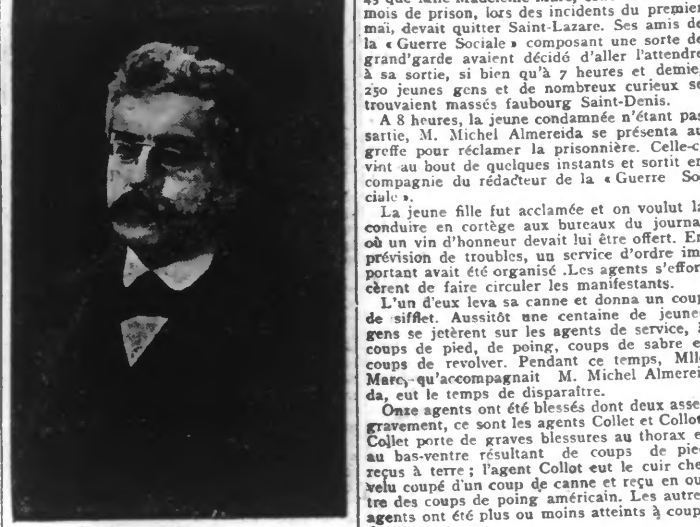 mois de prison, lors des incidents du premier
mai, devait quitter Saint-Lazare. Ses amis de
la « Guerre Sociale » composant une sorte de
grand'garde avaient décidé d'aller l'attendre
à sa sortie, si bien qu'à 7 heures et demie,
250 jeunes gens et de nombreux curieux se
trouvaient massés faubourg Saint-Denis.
A 8 heures, la jeune condamnée n'étant pas
sartie, M. Michel Almereida se présenta au
greffe pour réclamer la prisonnière. Celle-c
vint au bout de quelques instants et sortit en
compagnie du rédacteur de la « Guerre So
ciale ».
La jeune fille fut acclamée et on voulut la
conduire en cortège aux bureaux du journa
où un vin d'honneur devait lui être offert. En
prévision de troubles, un service d'ordre im
portant avait été organisé .Les agents s'effor
cèrent de faire circuler les manifestants.
L'un d'eux leva sa canne et donna un coup
de sifflet. Aussitôt une centaine de jeune
gens se jetèrent sur les agents de service, à
coups de pied, de poing, coups de sabre e
coups de revolver. Pendant ce temps, Mll
Marc, qu'accompagnait M. Michel Almerei
da, eut le temps de disparaître.
Onze agents ont été blessés dont deux asse
gravement, ce sont les agents Collet et Collot
Collet porte de graves blessures au thorax e
au bas-ventre résultant de coups de pie
reçus à terre ; l'agent Collot eut le cuir che
velu coupé d'un coup de canne et reçu en ou
tre des coups de poing américain. Les autre
agents ont été plus ou moins atteints à coup